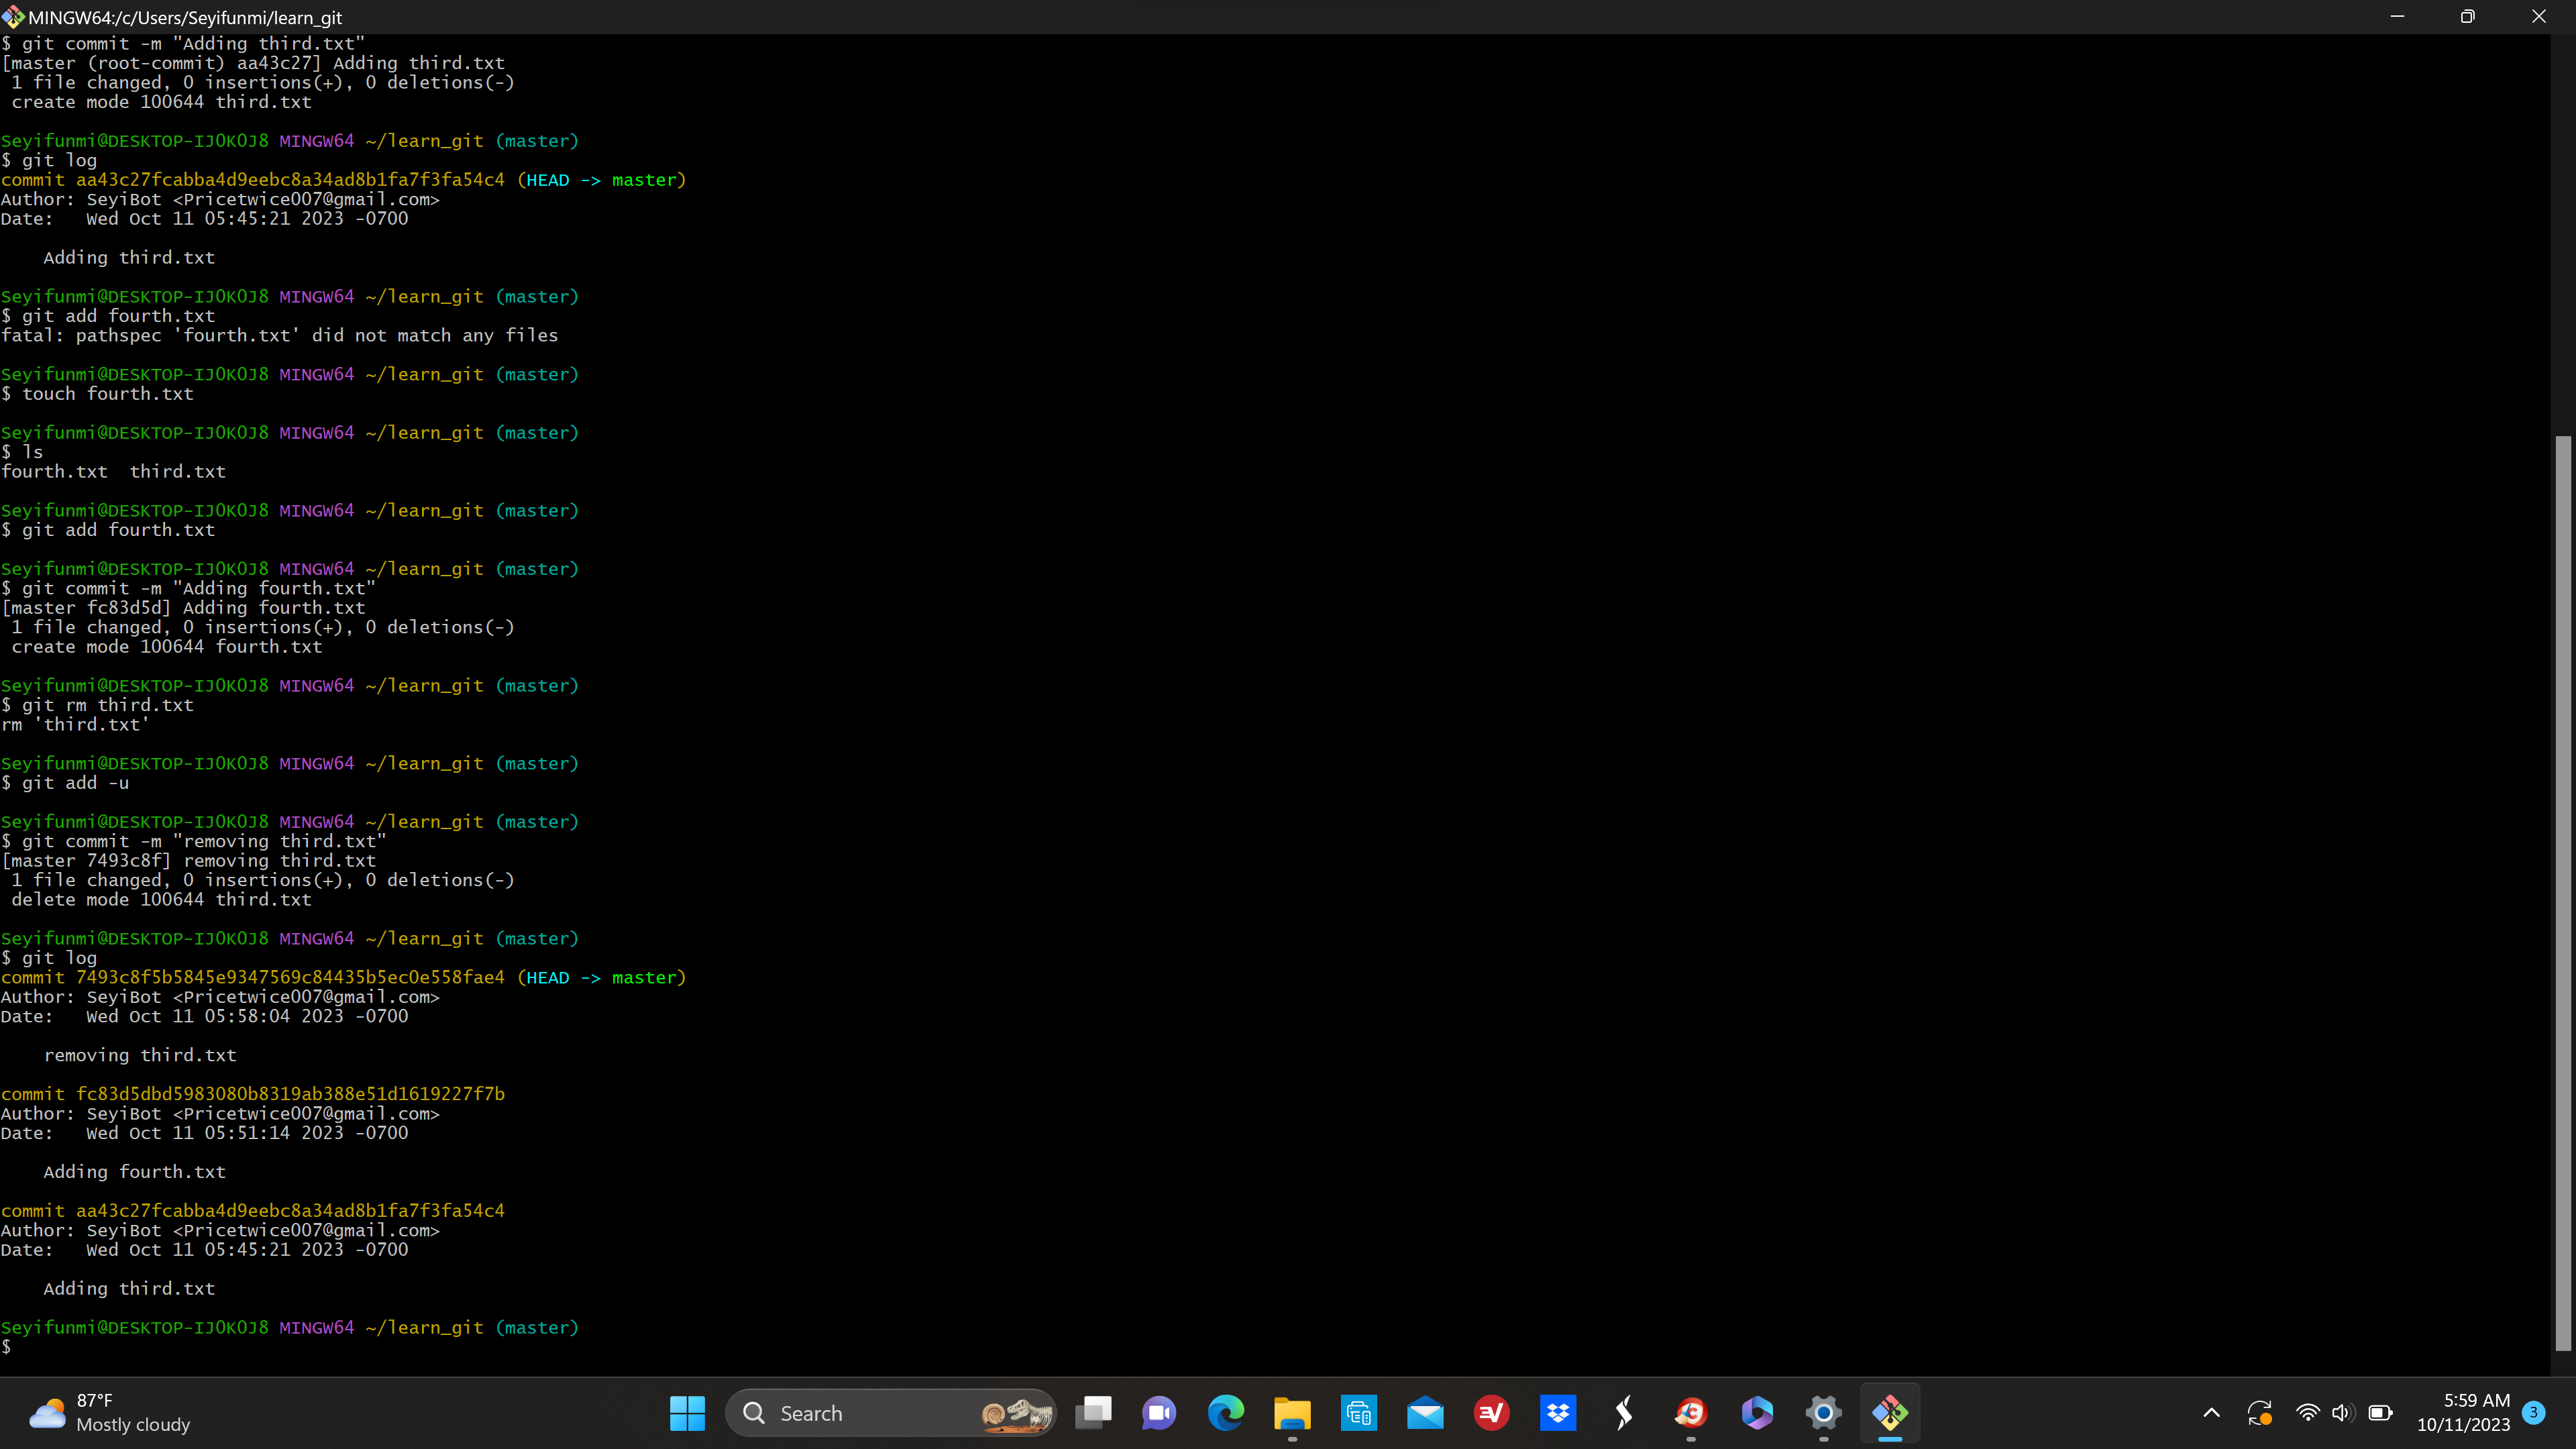 MINGW64:/c/Users/Seyifunmi/learn_git
$ git commit -m "Adding third.txt"
[master (root-commit) aa43c27] Adding third.txt
 1 file changed, 0 insertions(+), 0 deletions(-)
 create mode 100644 third.txt

Seyifunmi@DESKTOP-IJ0K0J8 MINGW64 ~/learn_git (master)
$ git log
commit aa43c27fcabba4d9eebc8a34ad8b1fa7f3fa54c4 (HEAD -> master)
Author: SeyiBot <Pricetwice007@gmail.com>
Date:   Wed Oct 11 05:45:21 2023 -0700

    Adding third.txt

Seyifunmi@DESKTOP-IJ0K0J8 MINGW64 ~/learn_git (master)
$ git add fourth.txt
fatal: pathspec 'fourth.txt' did not match any files

Seyifunmi@DESKTOP-IJ0K0J8 MINGW64 ~/learn_git (master)
$ touch fourth.txt

Seyifunmi@DESKTOP-IJ0K0J8 MINGW64 ~/learn_git (master)
$ ls
fourth.txt  third.txt

Seyifunmi@DESKTOP-IJ0K0J8 MINGW64 ~/learn_git (master)
$ git add fourth.txt

Seyifunmi@DESKTOP-IJ0K0J8 MINGW64 ~/learn_git (master)
$ git commit -m "Adding fourth.txt"
[master fc83d5d] Adding fourth.txt
 1 file changed, 0 insertions(+), 0 deletions(-)
 create mode 100644 fourth.txt

Seyifunmi@DESKTOP-IJ0K0J8 MINGW64 ~/learn_git (master)
$ git rm third.txt
rm 'third.txt'

Seyifunmi@DESKTOP-IJ0K0J8 MINGW64 ~/learn_git (master)
$ git add -u

Seyifunmi@DESKTOP-IJ0K0J8 MINGW64 ~/learn_git (master)
$ git commit -m "removing third.txt"
[master 7493c8f] removing third.txt
 1 file changed, 0 insertions(+), 0 deletions(-)
 delete mode 100644 third.txt

Seyifunmi@DESKTOP-IJ0K0J8 MINGW64 ~/learn_git (master)
$ git log
commit 7493c8f5b5845e9347569c84435b5ec0e558fae4 (HEAD -> master)
Author: SeyiBot <Pricetwice007@gmail.com>
Date:   Wed Oct 11 05:58:04 2023 -0700

    removing third.txt

commit fc83d5dbd5983080b8319ab388e51d1619227f7b
Author: SeyiBot <Pricetwice007@gmail.com>
Date:   Wed Oct 11 05:51:14 2023 -0700

    Adding fourth.txt

commit aa43c27fcabba4d9eebc8a34ad8b1fa7f3fa54c4
Author: SeyiBot <Pricetwice007@gmail.com>
Date:   Wed Oct 11 05:45:21 2023 -0700

    Adding third.txt

Seyifunmi@DESKTOP-IJ0K0J8 MINGW64 ~/learn_git (master)
$
87°F
Mostly cloudy
Search
5:59 AM
10/11/2023
3